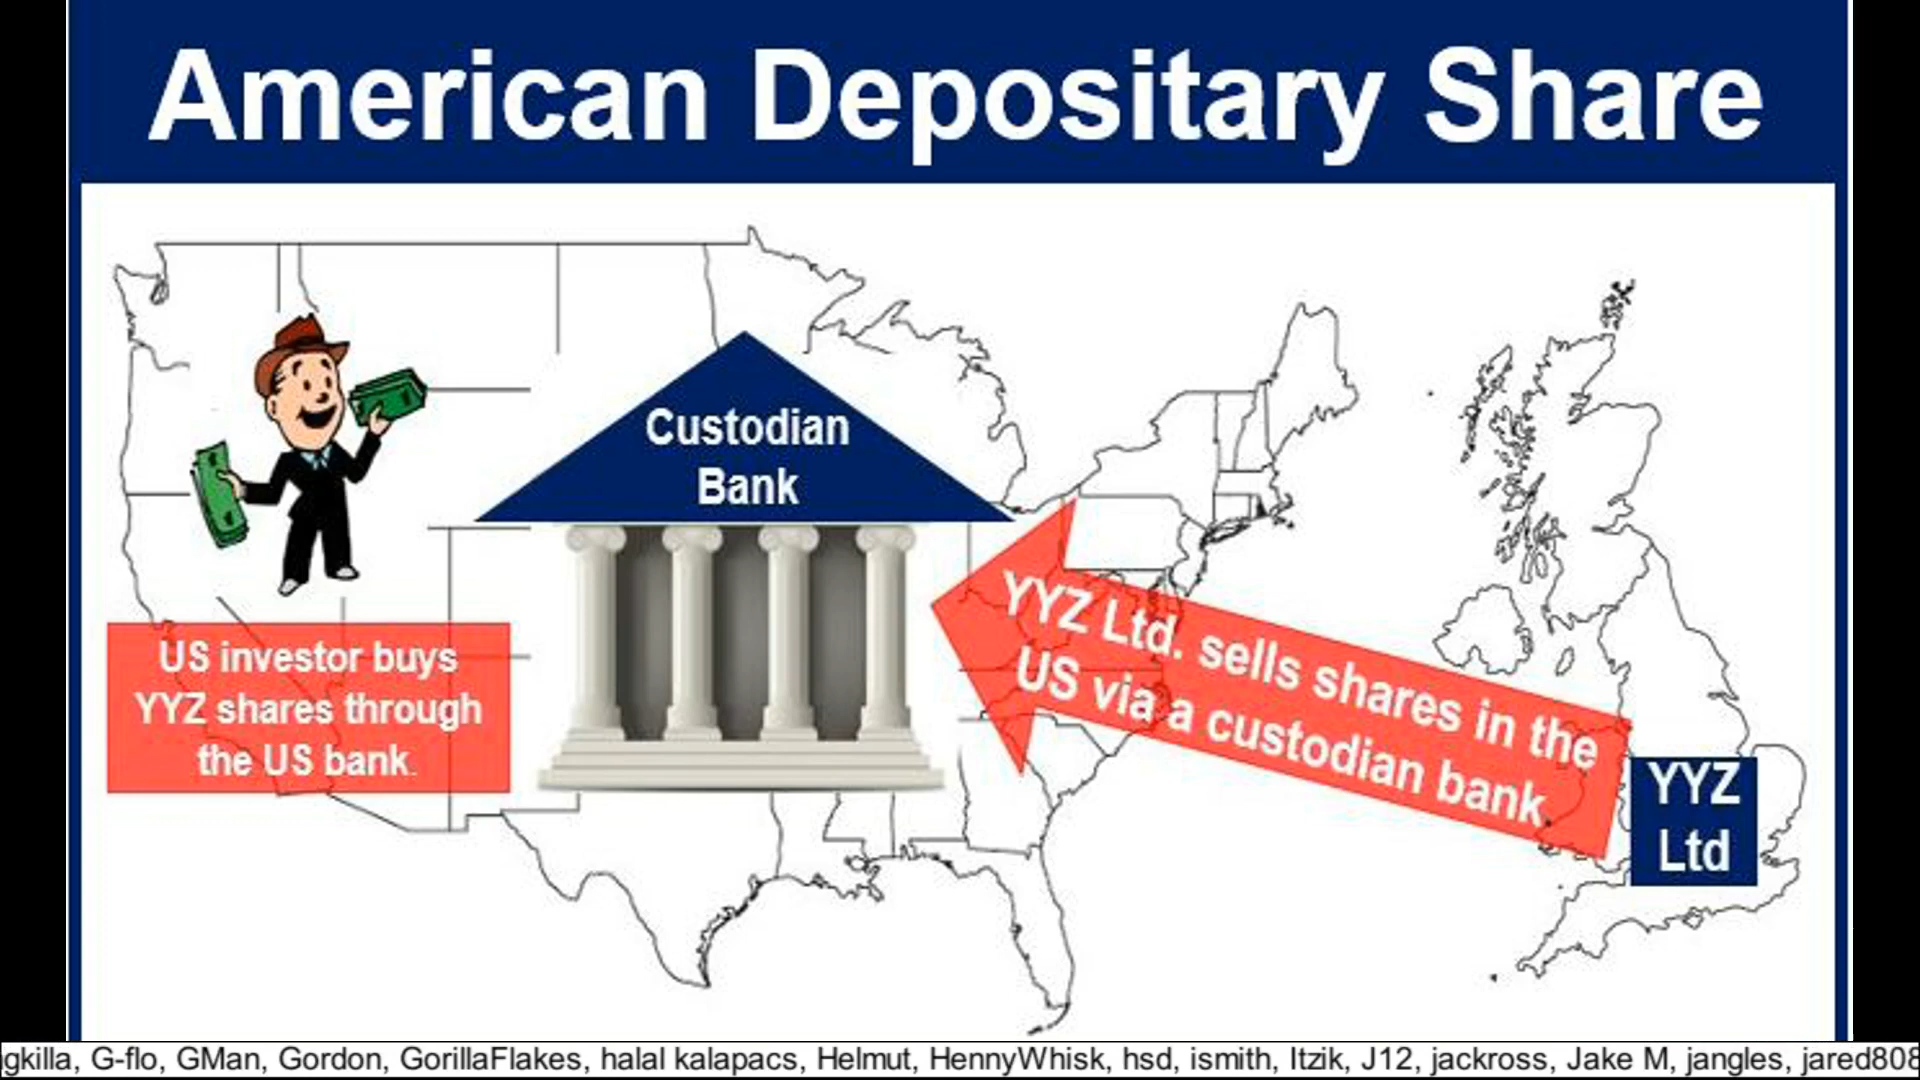 American Depositary Share
Custodian
Bank
US investor buys
YYZ shares through
the US bank.
YYZ Ltd. sells shares in the
US via a custodian bank.
YYZ
Ltd
gkilla, G-flo, GMan, Gordon, GorillaFlakes, halal kalapacs, Helmut, HennyWhisk, hsd, ismith, Itzik, J12, jackross, Jake M, jangles, jared808